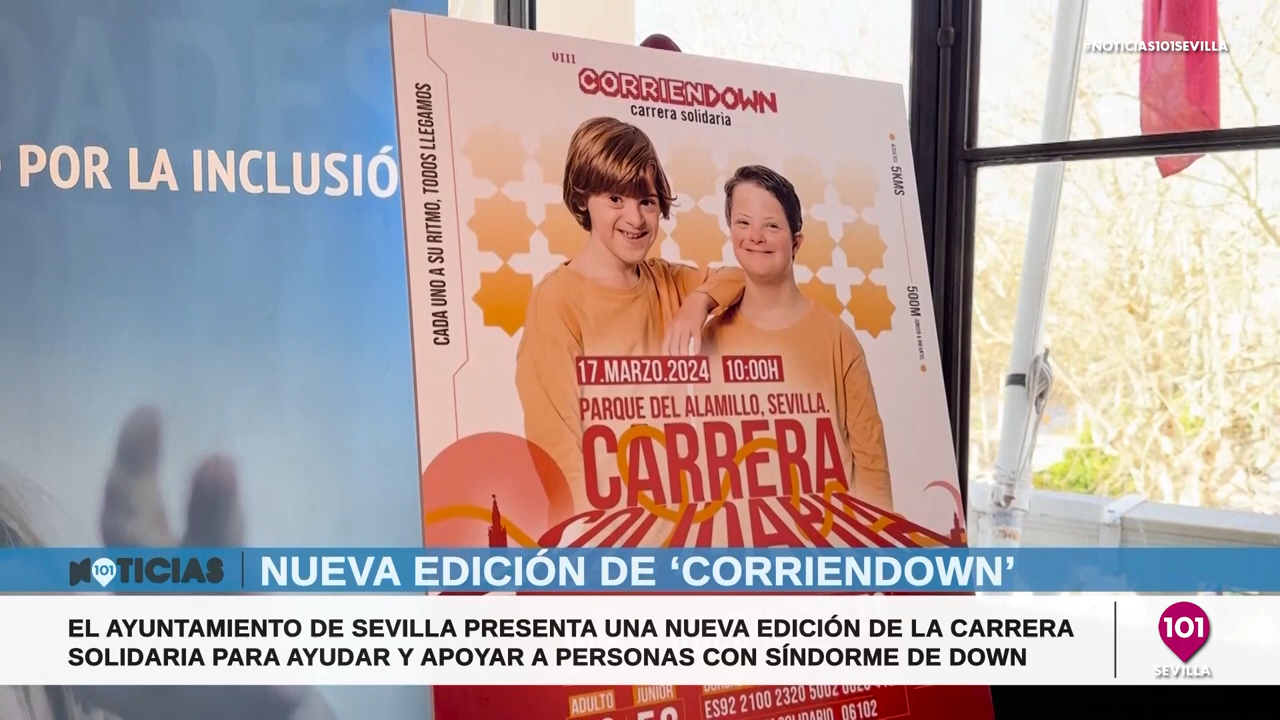 #NOTICIAS101SEVILLA
POR LA INCLUSIÓ
CADA UNO A SU RITMO, TODOS LLEGAMOS
VIII
CORRIENDOWN
carrera solidaria
5KMS
500M
17.MARZO.2024 10:00H
PARQUE DEL ALAMILLO, SEVILLA.
CARRERA
SOLIDARIA
NOTICIAS 101
NUEVA EDICIÓN DE ‘CORRIENDOWN’
EL AYUNTAMIENTO DE SEVILLA PRESENTA UNA NUEVA EDICIÓN DE LA CARRERA
SOLIDARIA PARA AYUDAR Y APOYAR A PERSONAS CON SÍNDORME DE DOWN
101
SEVILLA
ADULTO JUNIOR
ES92 2100 2320 5002
06102